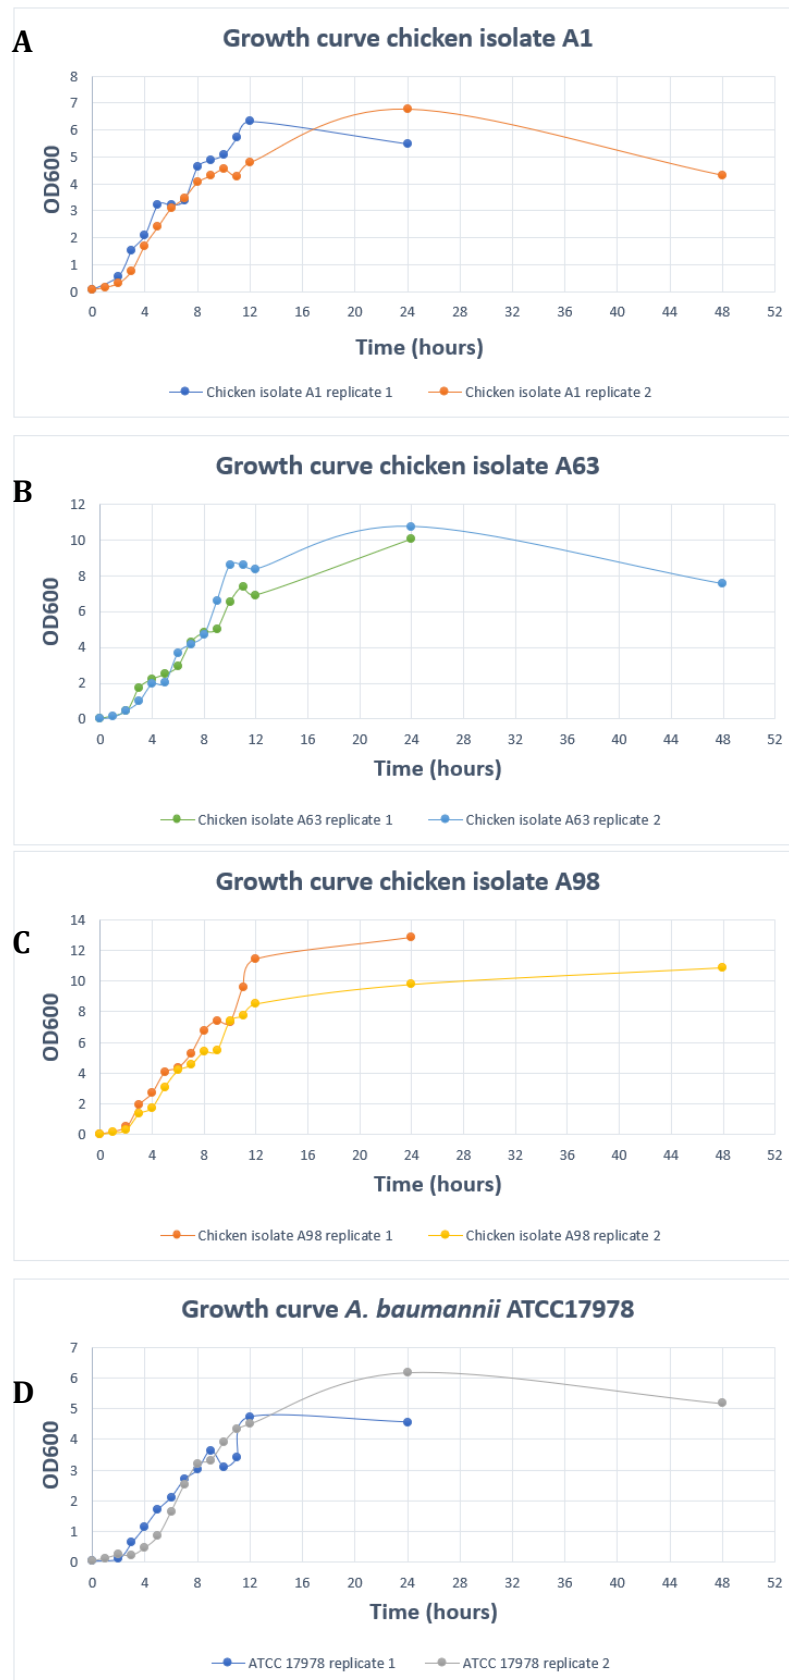 A
Growth curve chicken isolate A1
8
7
6
5
4
3
2
1
0
OD600
0 4 8 12 16 20 24 28 32 36 40 44 48 52
Time (hours)
Chicken isolate A1 replicate 1 Chicken isolate A1 replicate 2
B
Growth curve chicken isolate A63
12
10
8
6
4
2
0
OD600
0 4 8 12 16 20 24 28 32 36 40 44 48 52
Time (hours)
Chicken isolate A63 replicate 1 Chicken isolate A63 replicate 2
C
Growth curve chicken isolate A98
14
12
10
8
6
4
2
0
OD600
0 4 8 12 16 20 24 28 32 36 40 44 48 52
Time (hours)
Chicken isolate A98 replicate 1 Chicken isolate A98 replicate 2
D
Growth curve A. baumannii ATCC17978
7
6
5
4
3
2
1
0
OD600
0 4 8 12 16 20 24 28 32 36 40 44 48 52
Time (hours)
ATCC 17978 replicate 1 ATCC 17978 replicate 2